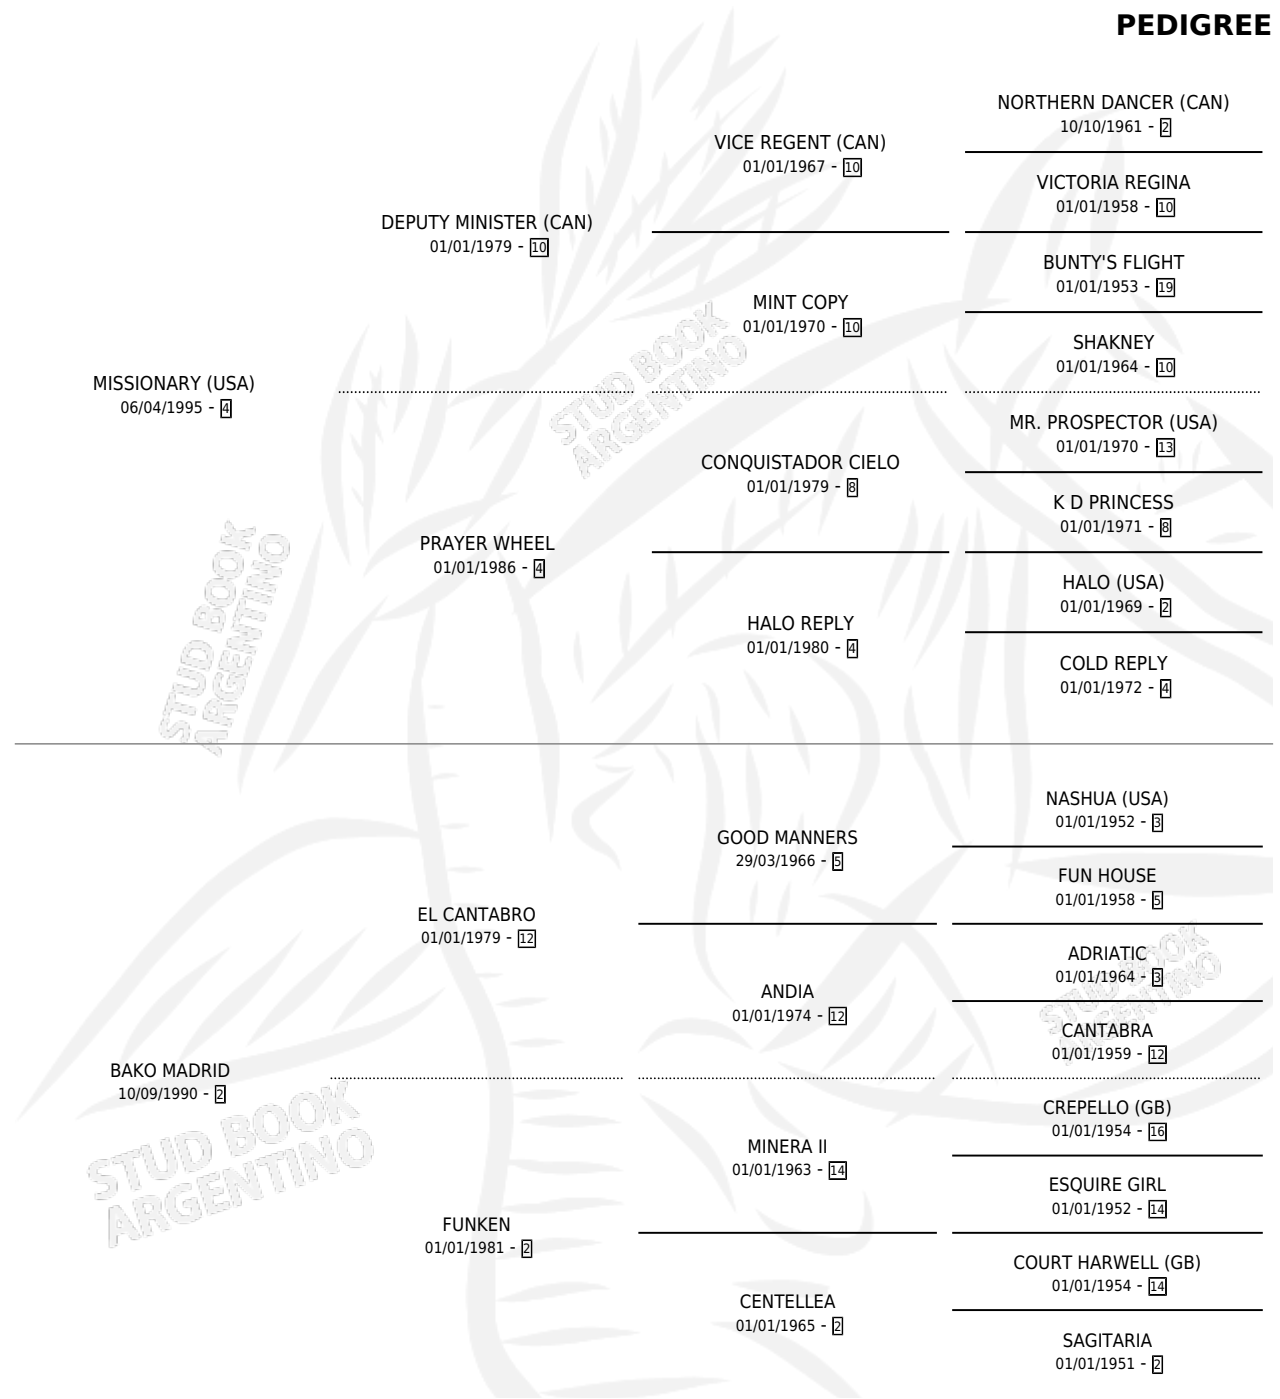 PEDIGREE
NORTHERN DANCER (CAN)
10/10/1961 - 2
VICE REGENT (CAN)
01/01/1967 - 10
VICTORIA REGINA
01/01/1958 - 10
DEPUTY MINISTER (CAN)
01/01/1979 - 10
BUNTY'S FLIGHT
01/01/1953 - 19
MINT COPY
01/01/1970 - 10
SHAKNEY
01/01/1964 - 10
MISSIONARY (USA)
06/04/1995 - 4
MR. PROSPECTOR (USA)
01/01/1970 - 13
CONQUISTADOR CIELO
01/01/1979 - 8
K D PRINCESS
01/01/1971 - 8
PRAYER WHEEL
01/01/1986 - 4
HALO (USA)
01/01/1969 - 2
HALO REPLY
01/01/1980 - 4
COLD REPLY
01/01/1972 - 4
NASHUA (USA)
01/01/1952 - 3
GOOD MANNERS
29/03/1966 - 5
FUN HOUSE
01/01/1958 - 5
EL CANTABRO
01/01/1979 - 12
ADRIATIC
01/01/1964 - 3
ANDIA
01/01/1974 - 12
CANTABRA
01/01/1959 - 12
BAKO MADRID
10/09/1990 - 2
CREPELLO (GB)
01/01/1954 - 16
MINERA II
01/01/1963 - 14
ESQUIRE GIRL
01/01/1952 - 14
FUNKEN
01/01/1981 - 2
COURT HARWELL (GB)
01/01/1954 - 14
CENTELLEA
01/01/1965 - 2
SAGITARIA
01/01/1951 - 2
STUD BOOK
ARGENTINO
STUD BOOK
ARGENTINO
STUD BOOK
ARGENTINO
STUD BOOK
ARGENTINO